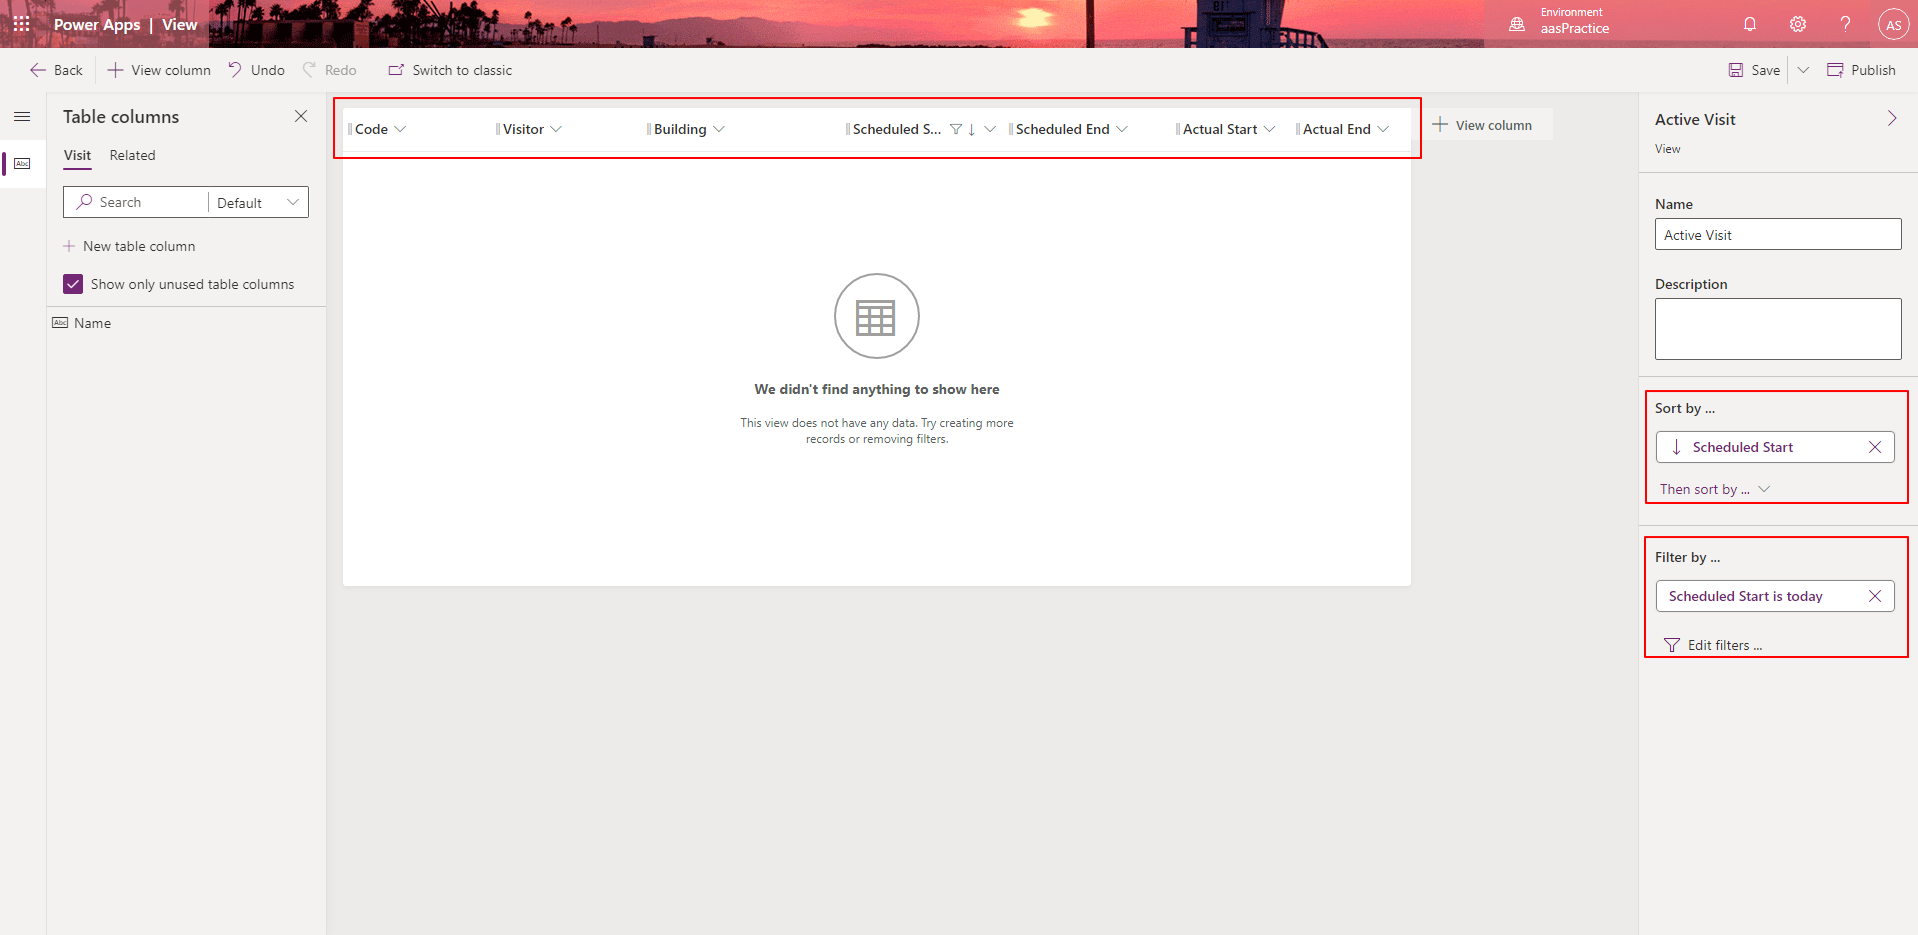 Power Apps | View
Environment
aasPractice
?
AS
Back
View column
Undo
Redo
Switch to classic
Save
Publish
Table columns
Visit
Related
Search
Default
New table column
Show only unused table columns
Abc
Abc Name
Code
Visitor
Building
Scheduled S...
Scheduled End
Actual Start
Actual End
View column
We didn't find anything to show here
This view does not have any data. Try creating more
records or removing filters.
Active Visit
View
Name
Active Visit
Description
Sort by ...
Scheduled Start
Then sort by ...
Filter by ...
Scheduled Start is today
Edit filters ...